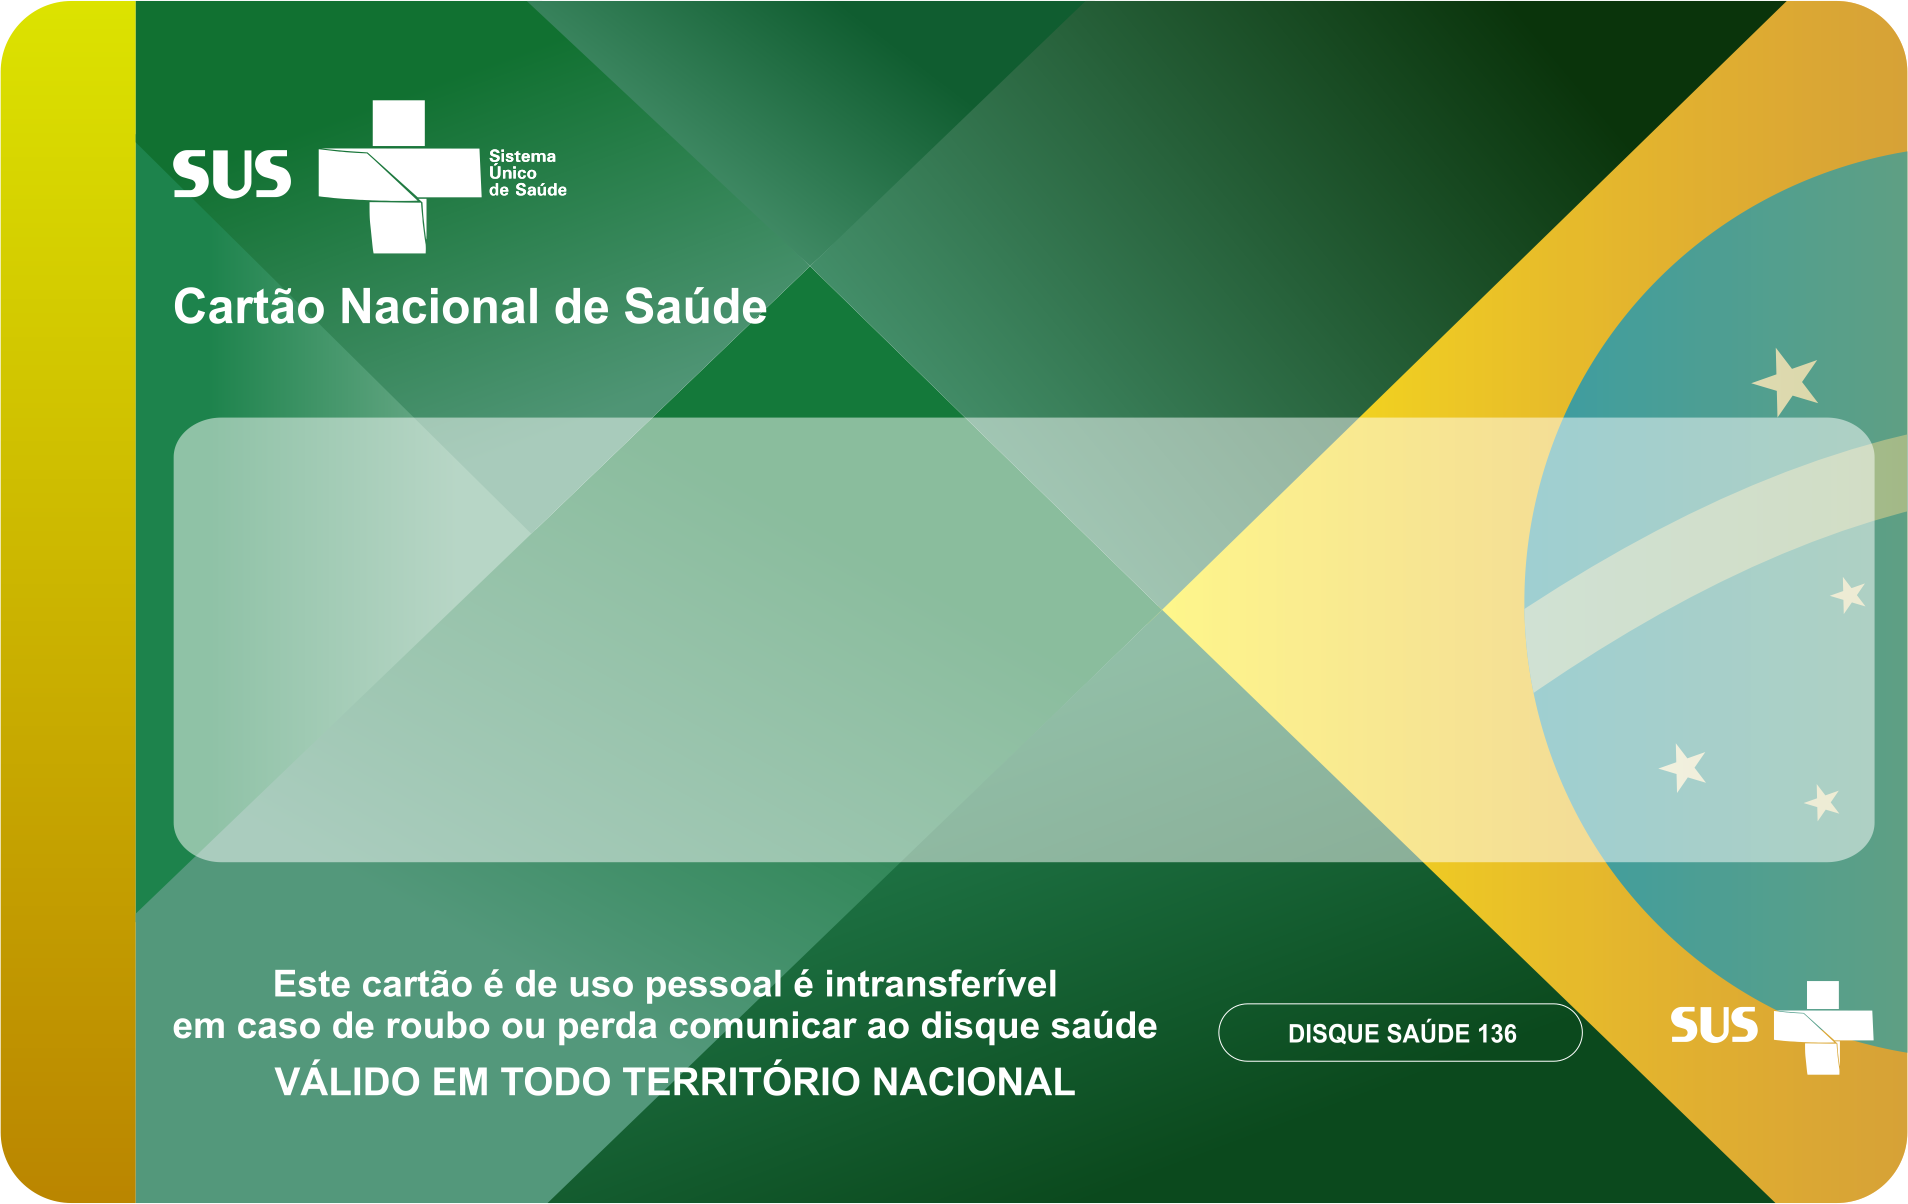 SUS
Sistema
Único
de Saúde
Cartão Nacional de Saúde
Este cartão é de uso pessoal é intransferível
em caso de roubo ou perda comunicar ao disque saúde
VÁLIDO EM TODO TERRITÓRIO NACIONAL
DISQUE SAÚDE 136
SUS